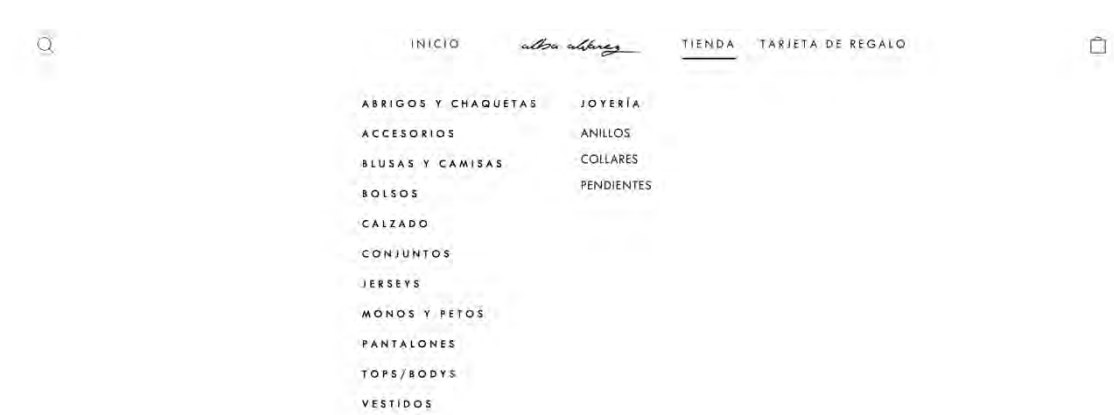 INICIO alba alvarez TIENDA TARJETA DE REGALO
ABRIGOS Y CHAQUETAS
ACCESORIOS
BLUSAS Y CAMISAS
BOLSOS
CALZADO
CONJUNTOS
JERSEYS
MONOS Y PETOS
PANTALONES
TOPS/BODYS
VESTIDOS
JOYERÍA
ANILLOS
COLLARES
PENDIENTES